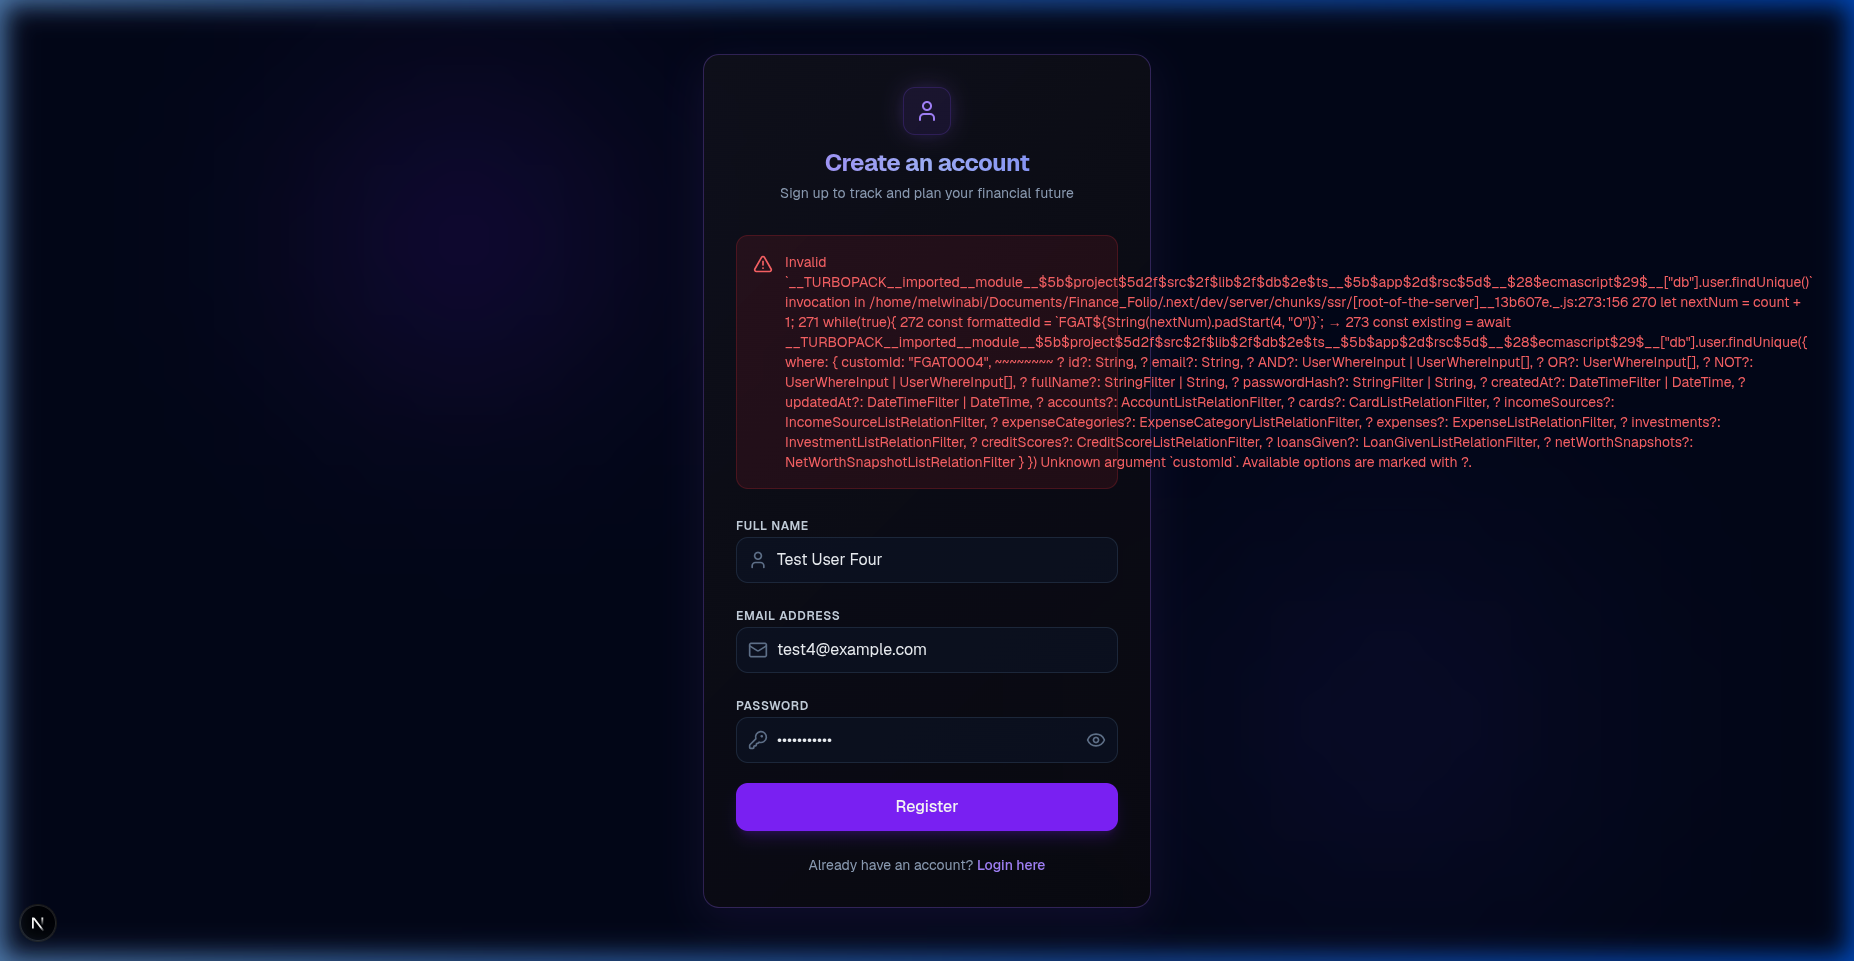 Create an account
Sign up to track and plan your financial future
Invalid
`__TURBOPACK__imported__module__$5b$project$5d2f$src$2f$lib$2f$db$2e$ts__$5b$app$2d$rsc$5d$__$28$ecmascript$29$__["db"].user.findUnique()`
invocation in /home/melwinabi/Documents/Finance_Folio/.next/dev/server/chunks/ssr/[root-of-the-server]__13b607e._.js:273:156 270 let nextNum = count +
1; 271 while(true){ 272 const formattedId = `FGAT${String(nextNum).padStart(4, "0")}`; → 273 const existing = await
__TURBOPACK__imported__module__$5b$project$5d2f$src$2f$lib$2f$db$2e$ts__$5b$app$2d$rsc$5d$__$28$ecmascript$29$__["db"].user.findUnique({
where: { customId: "FGAT0004", ~~~~~~~~ ? id?: String, ? email?: String, ? AND?: UserWhereInput | UserWhereInput[], ? OR?: UserWhereInput[], ? NOT?:
UserWhereInput | UserWhereInput[], ? fullName?: StringFilter | String, ? passwordHash?: StringFilter | String, ? createdAt?: DateTimeFilter | DateTime, ?
updatedAt?: DateTimeFilter | DateTime, ? accounts?: AccountListRelationFilter, ? cards?: CardListRelationFilter, ? incomeSources?:
IncomeSourceListRelationFilter, ? expenseCategories?: ExpenseCategoryListRelationFilter, ? expenses?: ExpenseListRelationFilter, ? investments?:
InvestmentListRelationFilter, ? creditScores?: CreditScoreListRelationFilter, ? loansGiven?: LoanGivenListRelationFilter, ? netWorthSnapshots?:
NetWorthSnapshotListRelationFilter } }) Unknown argument `customId`. Available options are marked with ?.
FULL NAME
Test User Four
EMAIL ADDRESS
test4@example.com
PASSWORD
•••••••••••
Register
Already have an account? Login here
N